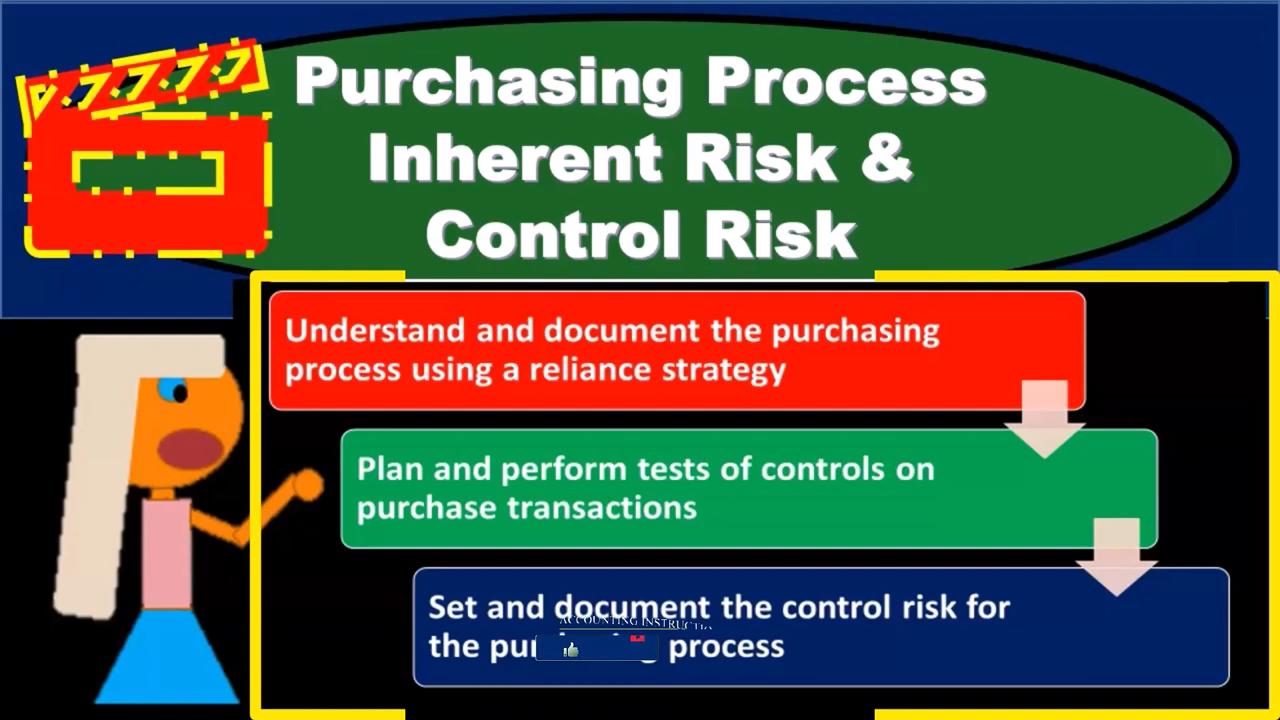 Purchasing Process
Inherent Risk &
Control Risk
Understand and document the purchasing
process using a reliance strategy
Plan and perform tests of controls on
purchase transactions
Set and document the control risk for
the process
ACCOUNTING